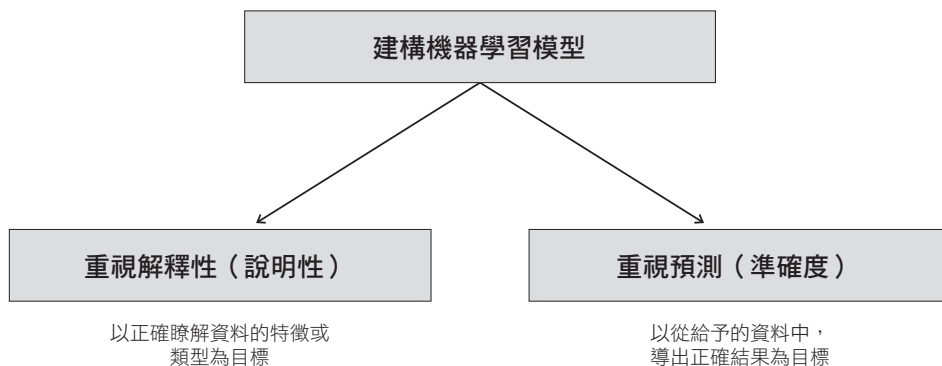 建構機器學習模型
重視解釋性（說明性）
重視預測（準確度）
以正確瞭解資料的特徵或
類型為目標
以從給予的資料中，
導出正確結果為目標